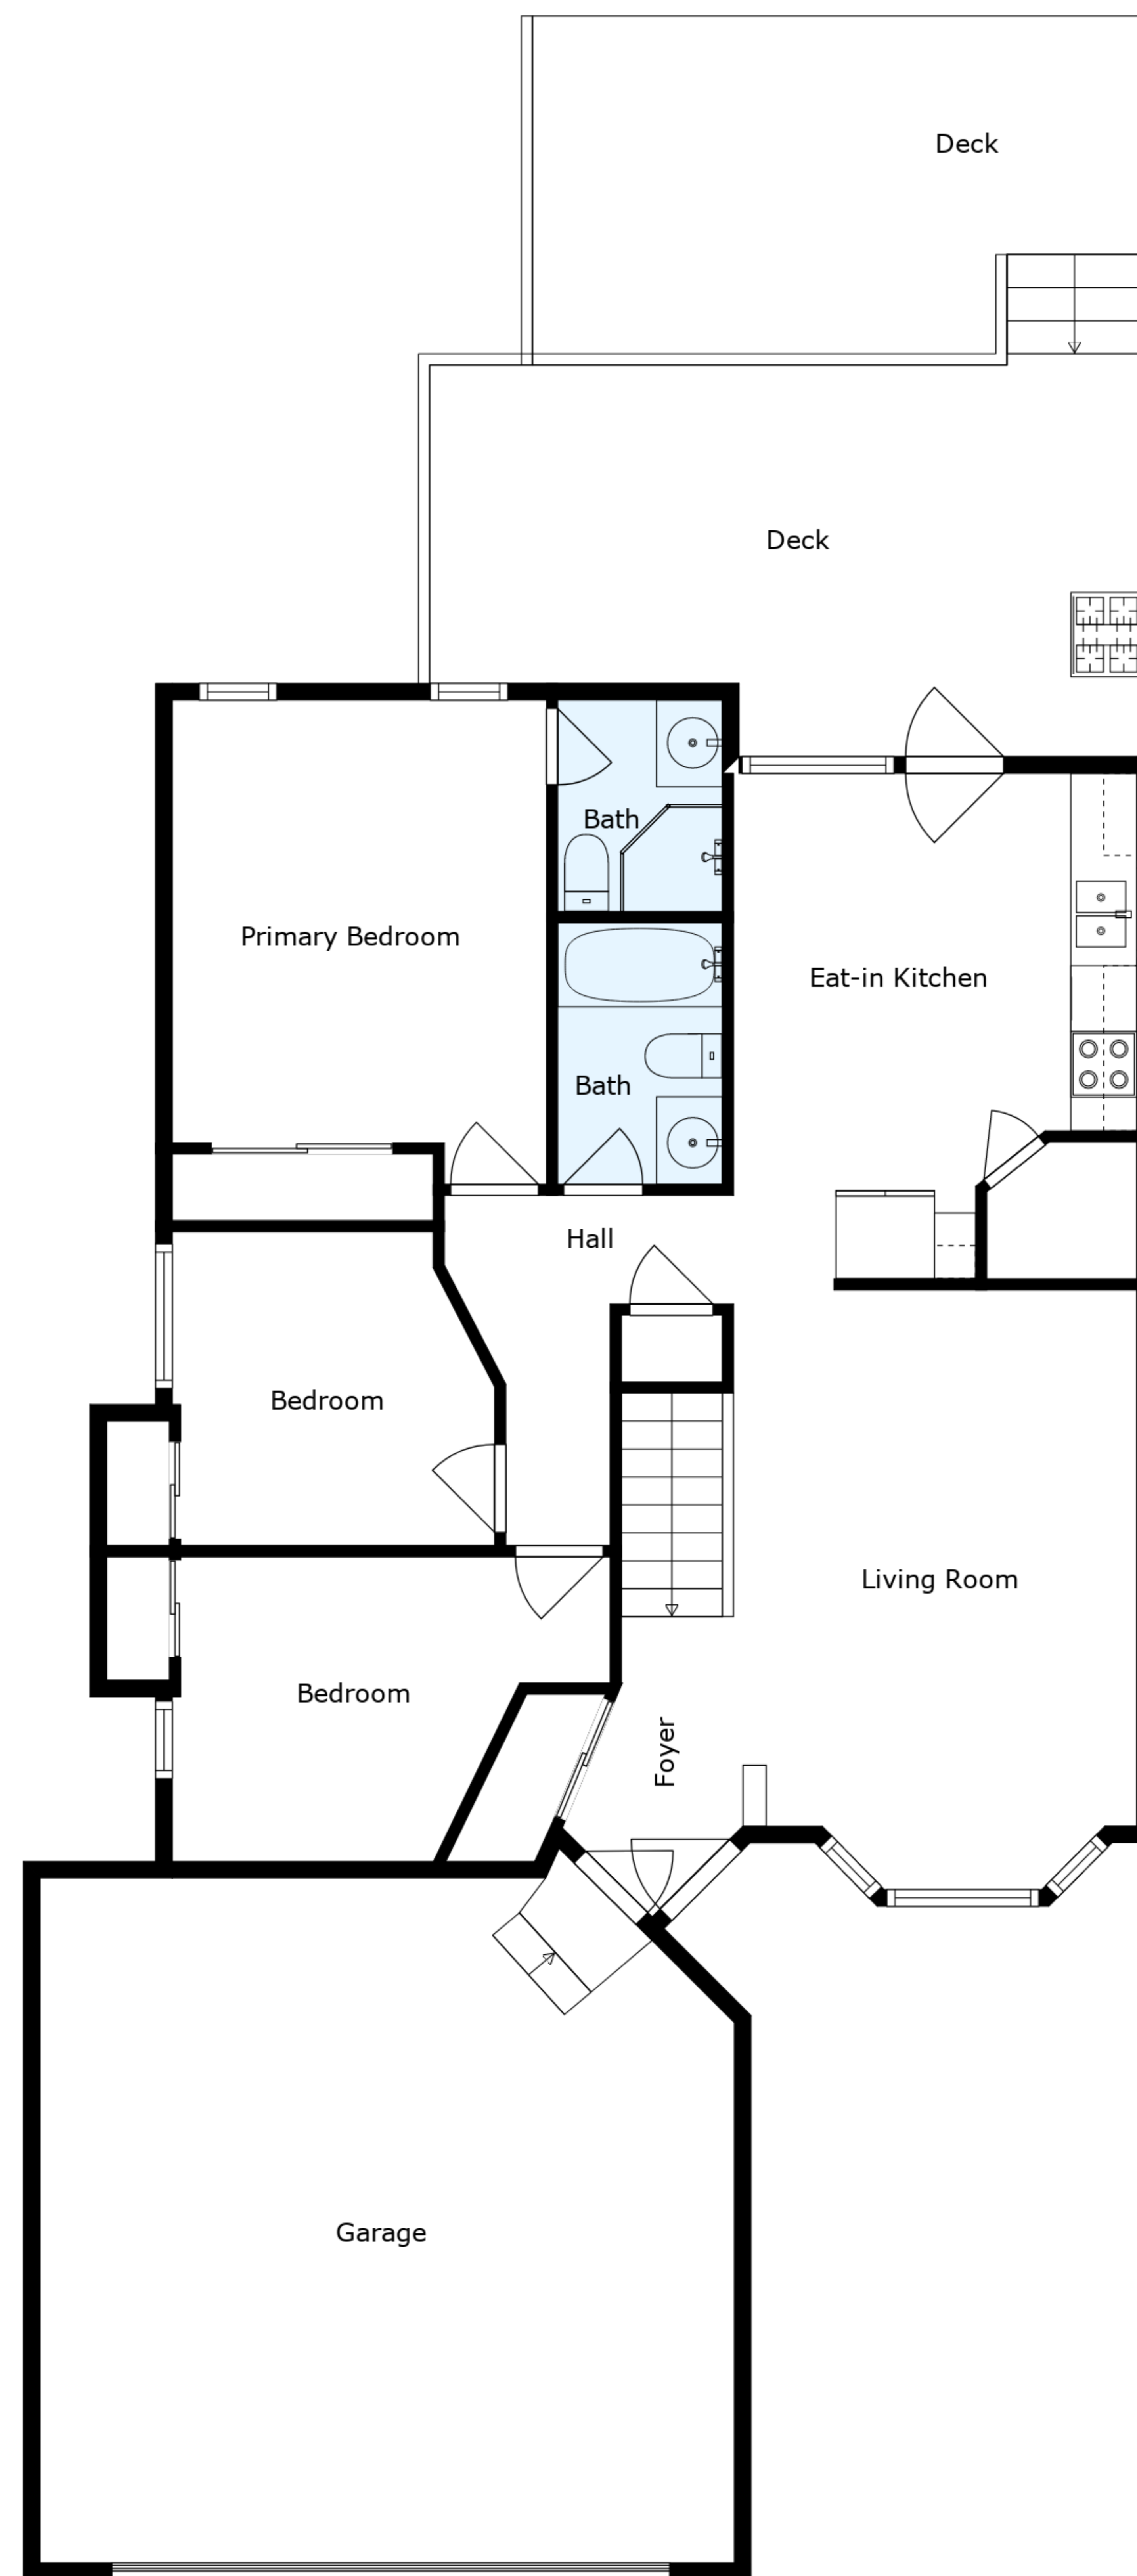 Deck
Deck
Bath
Primary Bedroom
Eat-in Kitchen
Bath
Hall
Bedroom
Living Room
Bedroom
Foyer
Garage